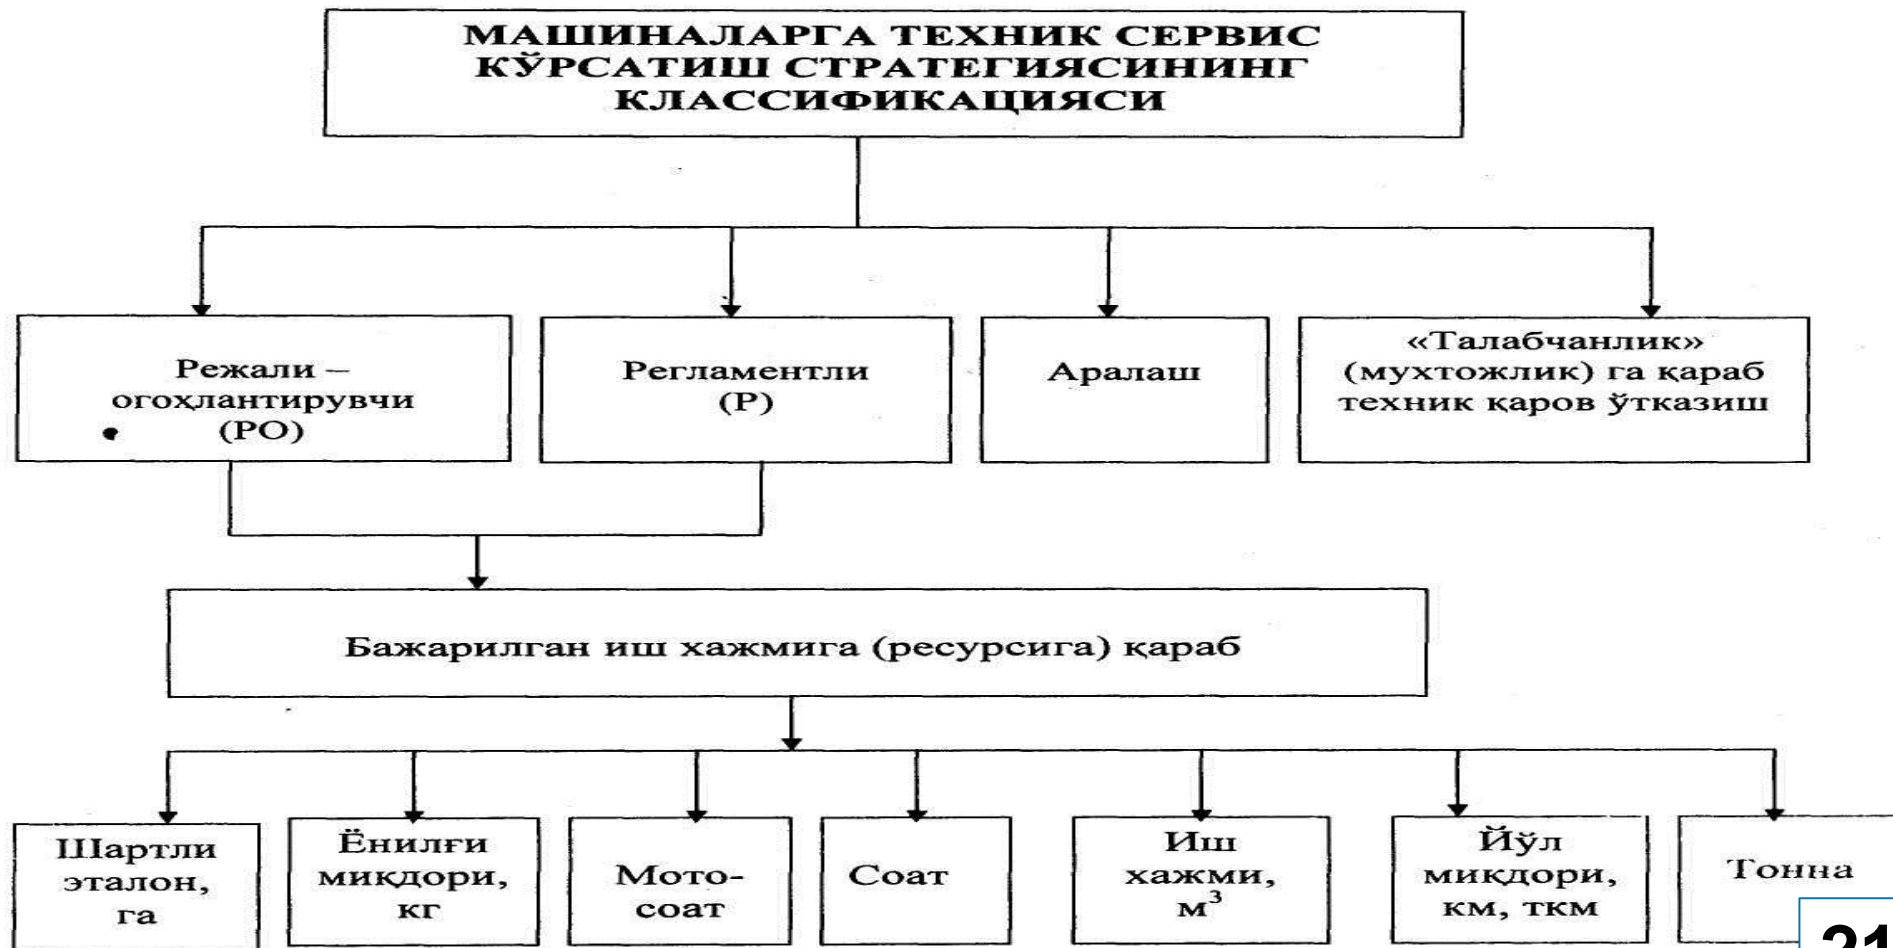 МАШИНАЛАРГА ТЕХНИК СЕРВИС
КЎРСАТИШ СТРАТЕГИЯСИНИНГ
КЛАССИФИКАЦИЯСИ
Режали –
огоҳлантирувчи
(РО)
Регламентли
(Р)
Аралаш
«Талабчанлик»
(мухтожлик) га қараб
техник қаров ўтказиш
Бажарилган иш хажмига (ресурсига) қараб
Шартли
эталон,
га
Ёнилғи
миқдори,
кг
Мото-
соат
Соат
Иш
хажми,
м³
Йўл
миқдори,
км, ткм
Тонна
21